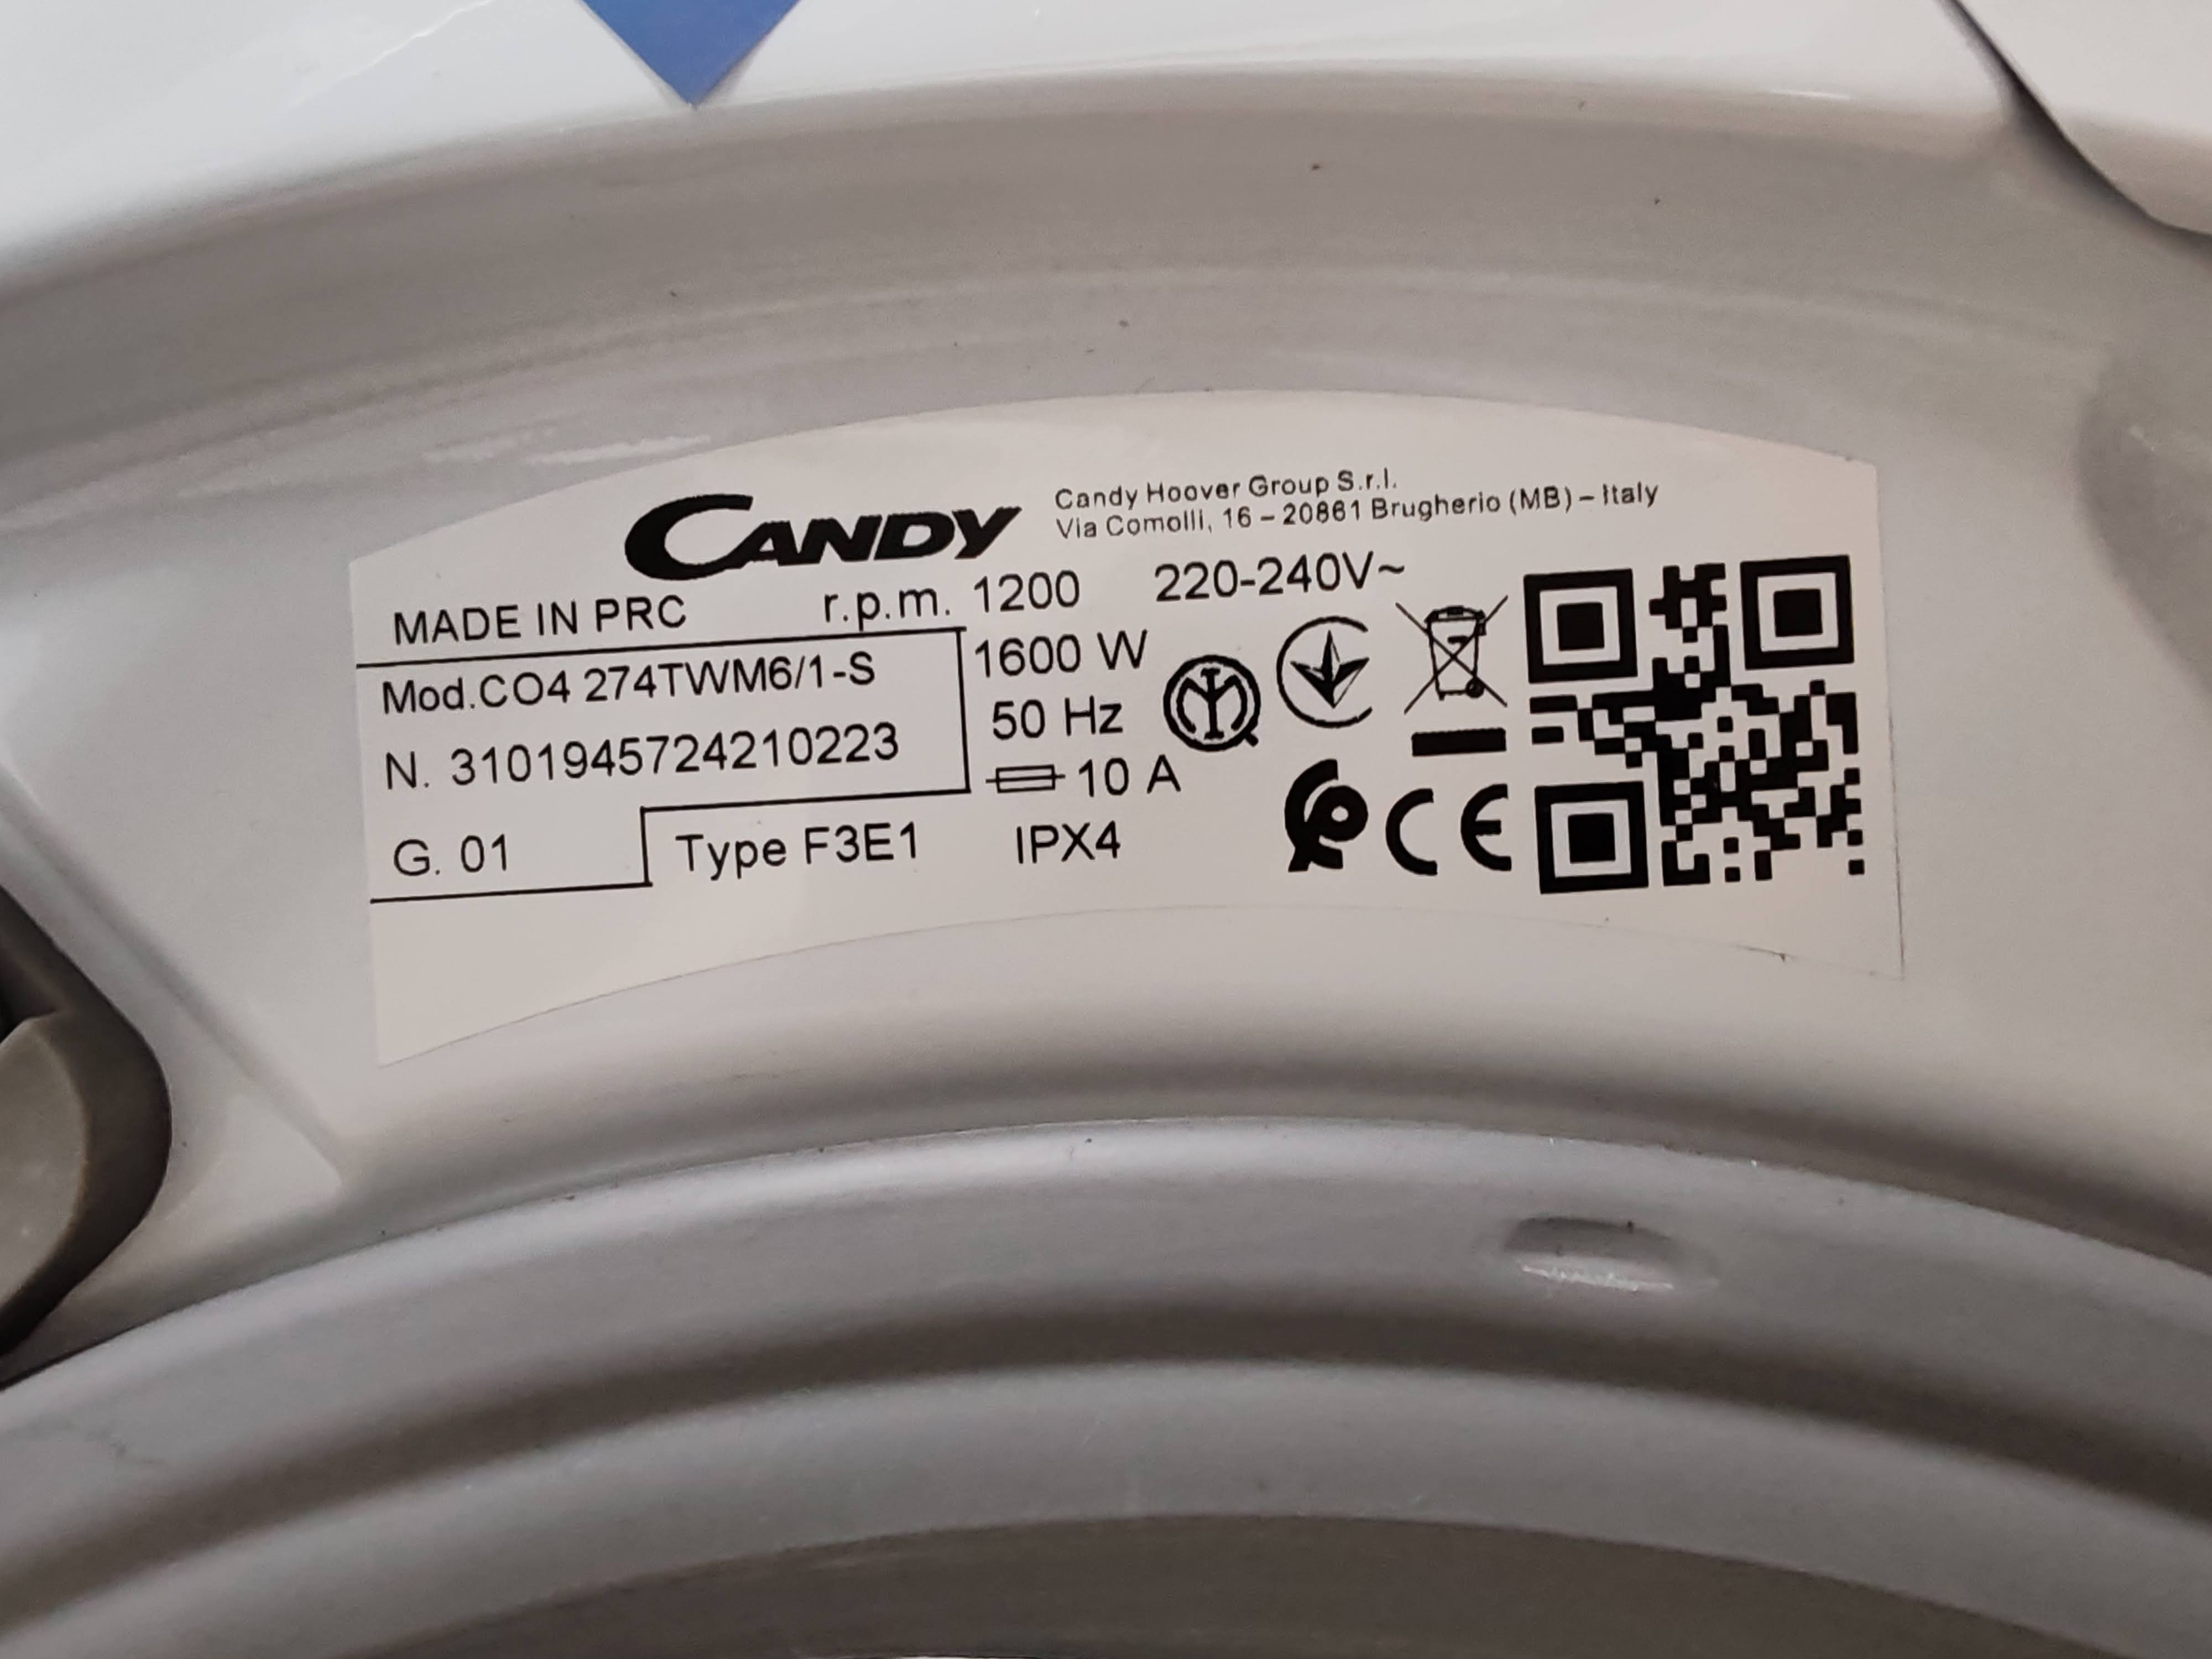 CANDY
Candy Hoover Group S.r.l.
Via Comolli, 16 – 20861 Brugherio (MB) – Italy
MADE IN PRC
r.p.m. 1200
220-240V~
Mod.CO4 274TWM6/1-S
1600 W
N. 3101945724210223
50 Hz
10 A
G. 01
Type F3E1
IPX4
CE